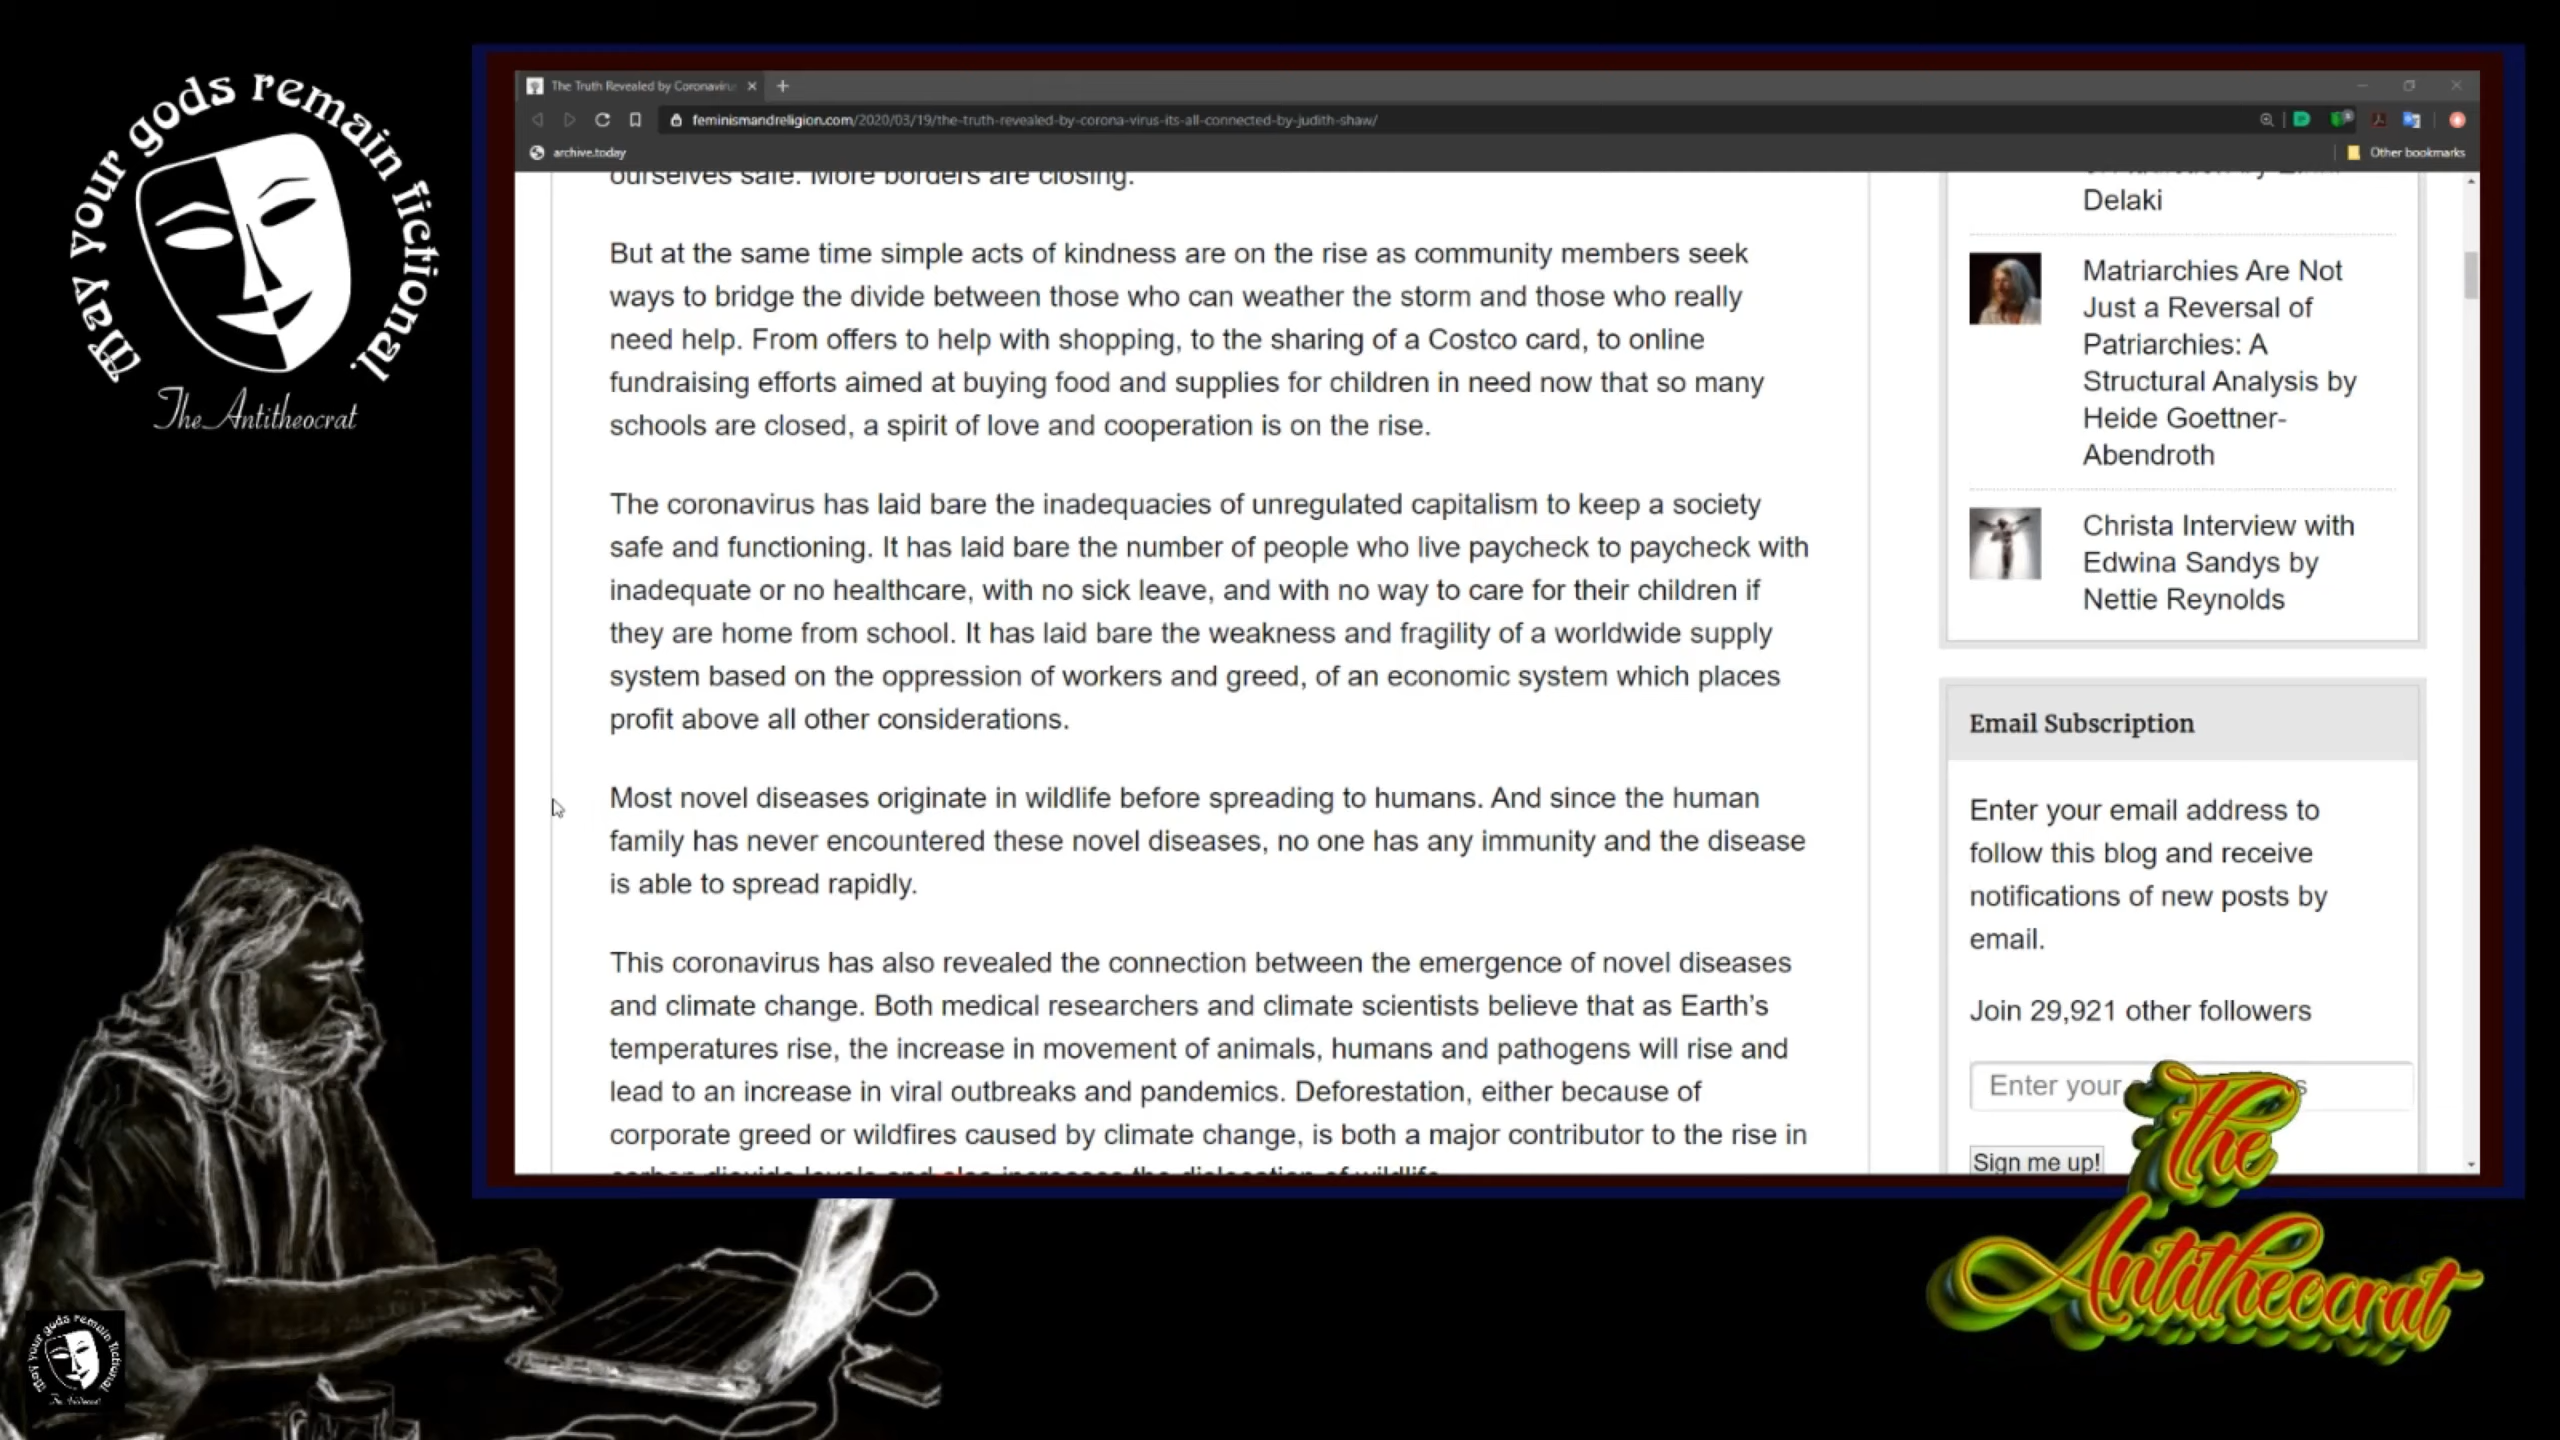 May your gods remain fictional.
The Antitheocrat
The Truth Revealed by Coronaviru
feminismandreligion.com/2020/03/19/the-truth-revealed-by-corona-virus-its-all-connected-by-judith-shaw/
archive.today
Other bookmarks
ourselves safe. More borders are closing.
But at the same time simple acts of kindness are on the rise as community members seek
ways to bridge the divide between those who can weather the storm and those who really
need help. From offers to help with shopping, to the sharing of a Costco card, to online
fundraising efforts aimed at buying food and supplies for children in need now that so many
schools are closed, a spirit of love and cooperation is on the rise.
The coronavirus has laid bare the inadequacies of unregulated capitalism to keep a society
safe and functioning. It has laid bare the number of people who live paycheck to paycheck with
inadequate or no healthcare, with no sick leave, and with no way to care for their children if
they are home from school. It has laid bare the weakness and fragility of a worldwide supply
system based on the oppression of workers and greed, of an economic system which places
profit above all other considerations.
Most novel diseases originate in wildlife before spreading to humans. And since the human
family has never encountered these novel diseases, no one has any immunity and the disease
is able to spread rapidly.
This coronavirus has also revealed the connection between the emergence of novel diseases
and climate change. Both medical researchers and climate scientists believe that as Earth’s
temperatures rise, the increase in movement of animals, humans and pathogens will rise and
lead to an increase in viral outbreaks and pandemics. Deforestation, either because of
corporate greed or wildfires caused by climate change, is both a major contributor to the rise in
carbon dioxide levels and also increases the dislocation of wildlife.
Delaki
Matriarchies Are Not
Just a Reversal of
Patriarchies: A
Structural Analysis by
Heide Goettner-
Abendroth
Christa Interview with
Edwina Sandys by
Nettie Reynolds
Email Subscription
Enter your email address to
follow this blog and receive
notifications of new posts by
email.
Join 29,921 other followers
Enter your
Sign me up!
The
Antitheocrat
May your gods remain fictional.
The Antitheocrat